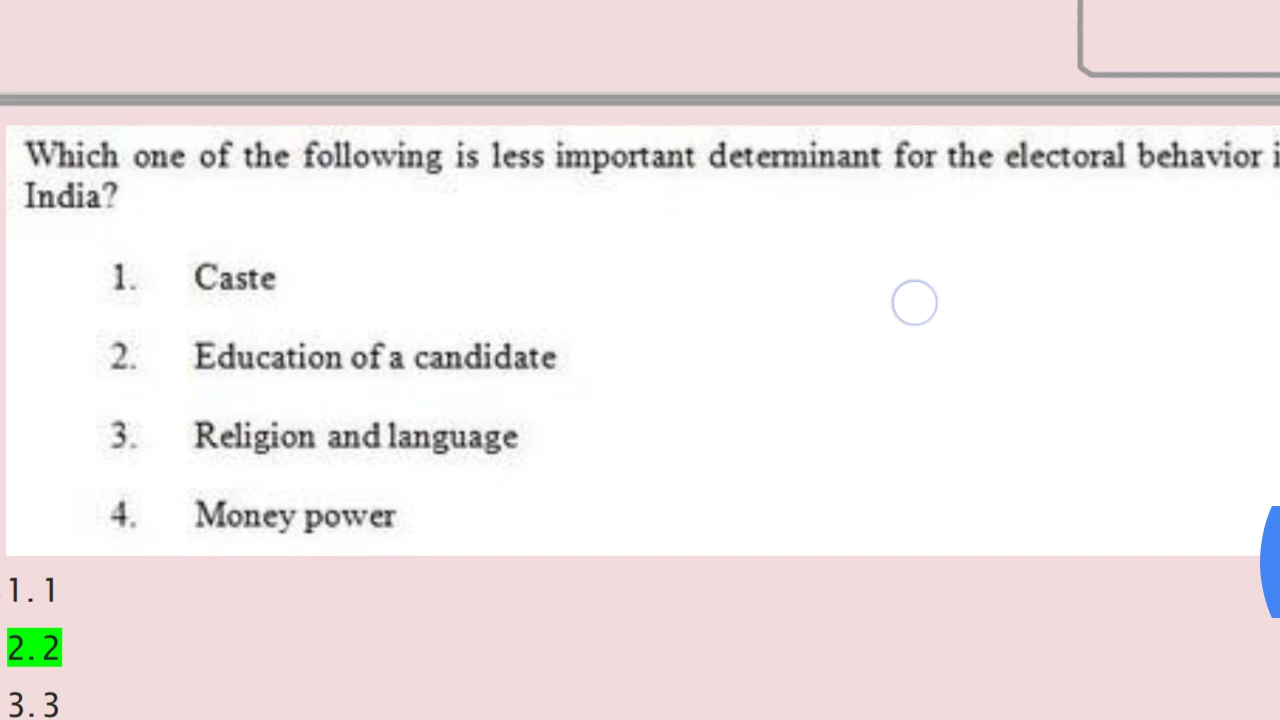 Which one of the following is less important determinant for the electoral behavior
India?
1. Caste
2. Education of a candidate
3. Religion and language
4. Money power
1.1
2.2
3.3